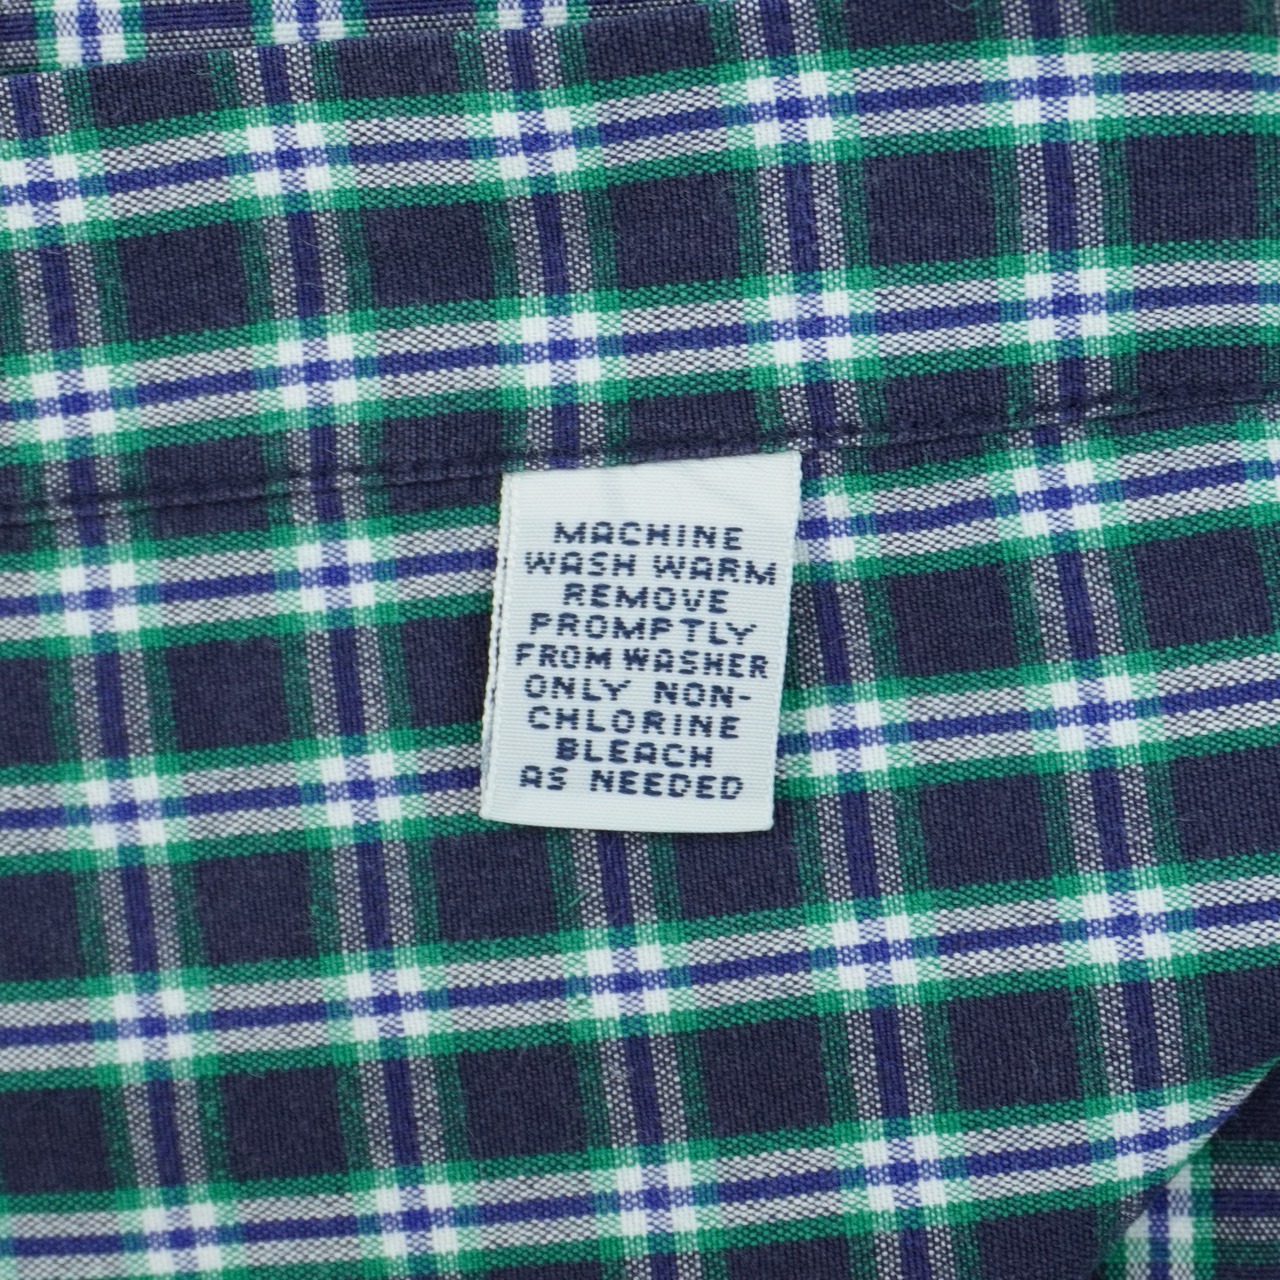 MACHINE
WASH WARM
REMOVE
PROMPTLY
FROM WASHER
ONLY NON-
CHLORINE
BLEACH
AS NEEDED